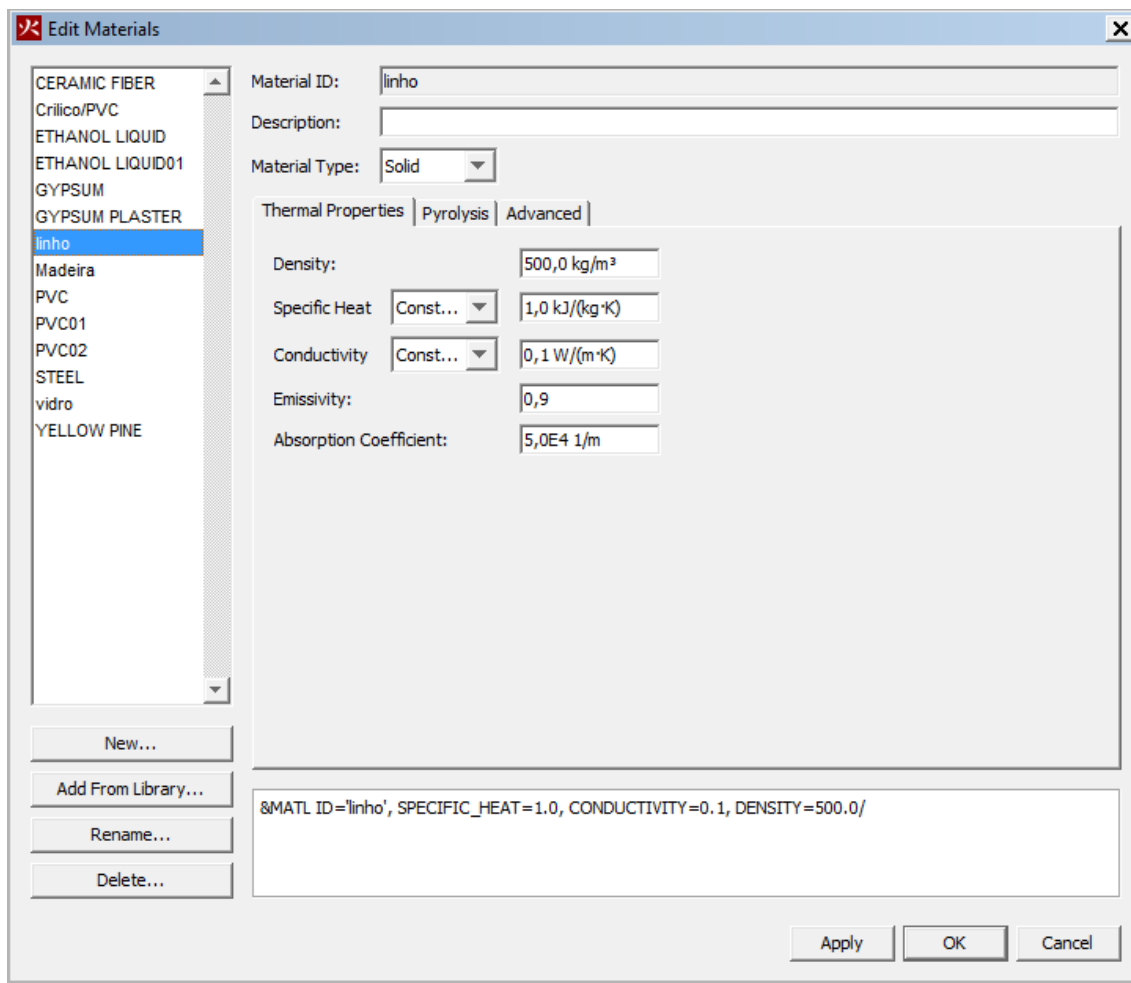 火 Edit Materials
CERAMIC FIBER
Crilico/PVC
ETHANOL LIQUID
ETHANOL LIQUID01
GYPSUM
GYPSUM PLASTER
linho
Madeira
PVC
PVC01
PVC02
STEEL
vidro
YELLOW PINE
New...
Add From Library...
Rename...
Delete...
Material ID: linho
Description:
Material Type: Solid
Thermal Properties Pyrolysis Advanced
Density: 500,0 kg/m³
Specific Heat Const... 1,0 kJ/(kg·K)
Conductivity Const... 0,1 W/(m·K)
Emissivity: 0,9
Absorption Coefficient: 5,0E4 1/m
&MATL ID='linho', SPECIFIC_HEAT=1.0, CONDUCTIVITY=0.1, DENSITY=500.0/
Apply OK Cancel